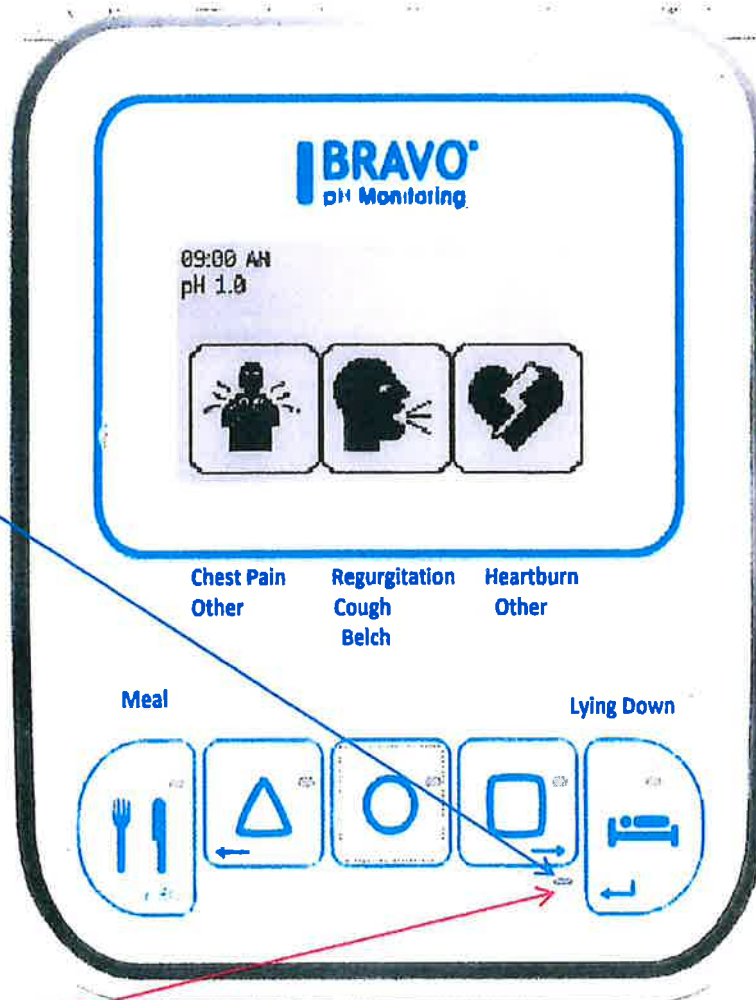 BRAVO
pH Monitoring
09:00 AM
pH 1.0
Chest Pain Regurgitation Heartburn
Other Cough Other
Belch
Meal
Lying Down